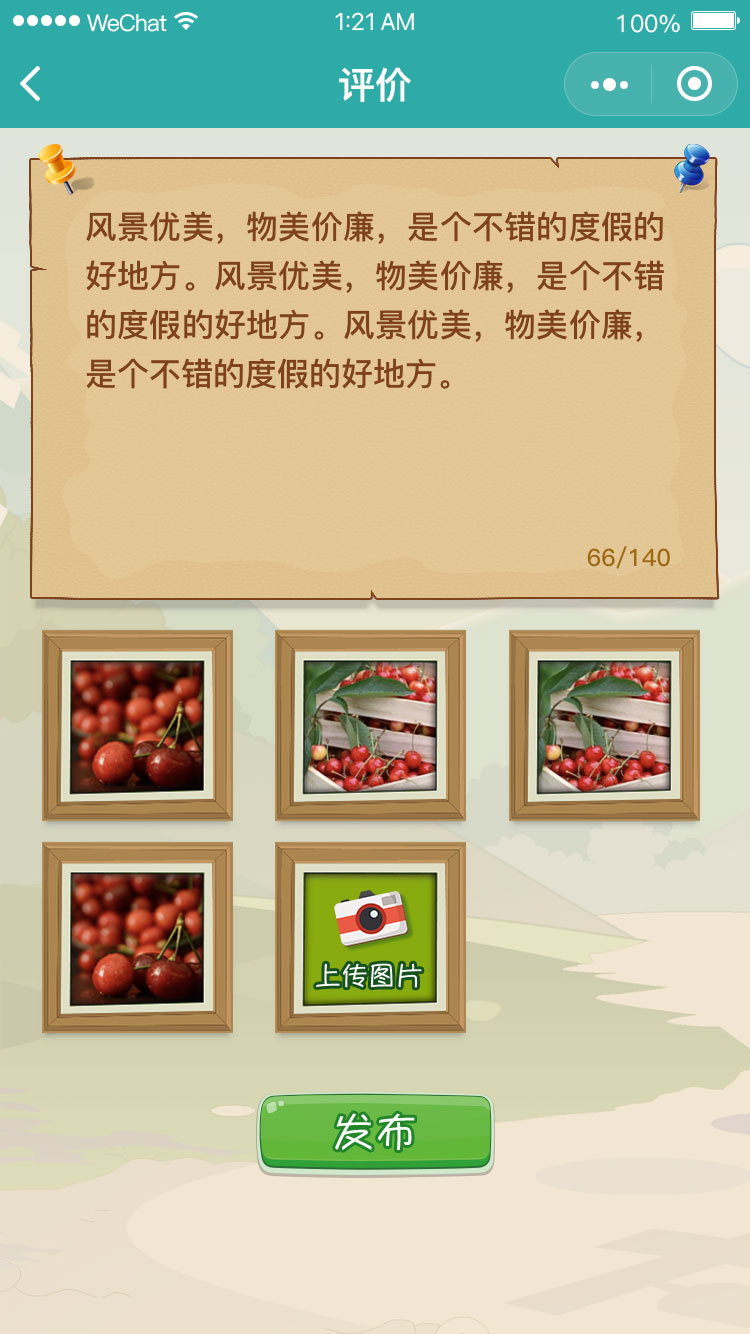 WeChat 1:21 AM 100%
评价
风景优美，物美价廉，是个不错的度假的
好地方。风景优美，物美价廉，是个不错
的度假的好地方。风景优美，物美价廉，
是个不错的度假的好地方。
66/140
上传图片
发布